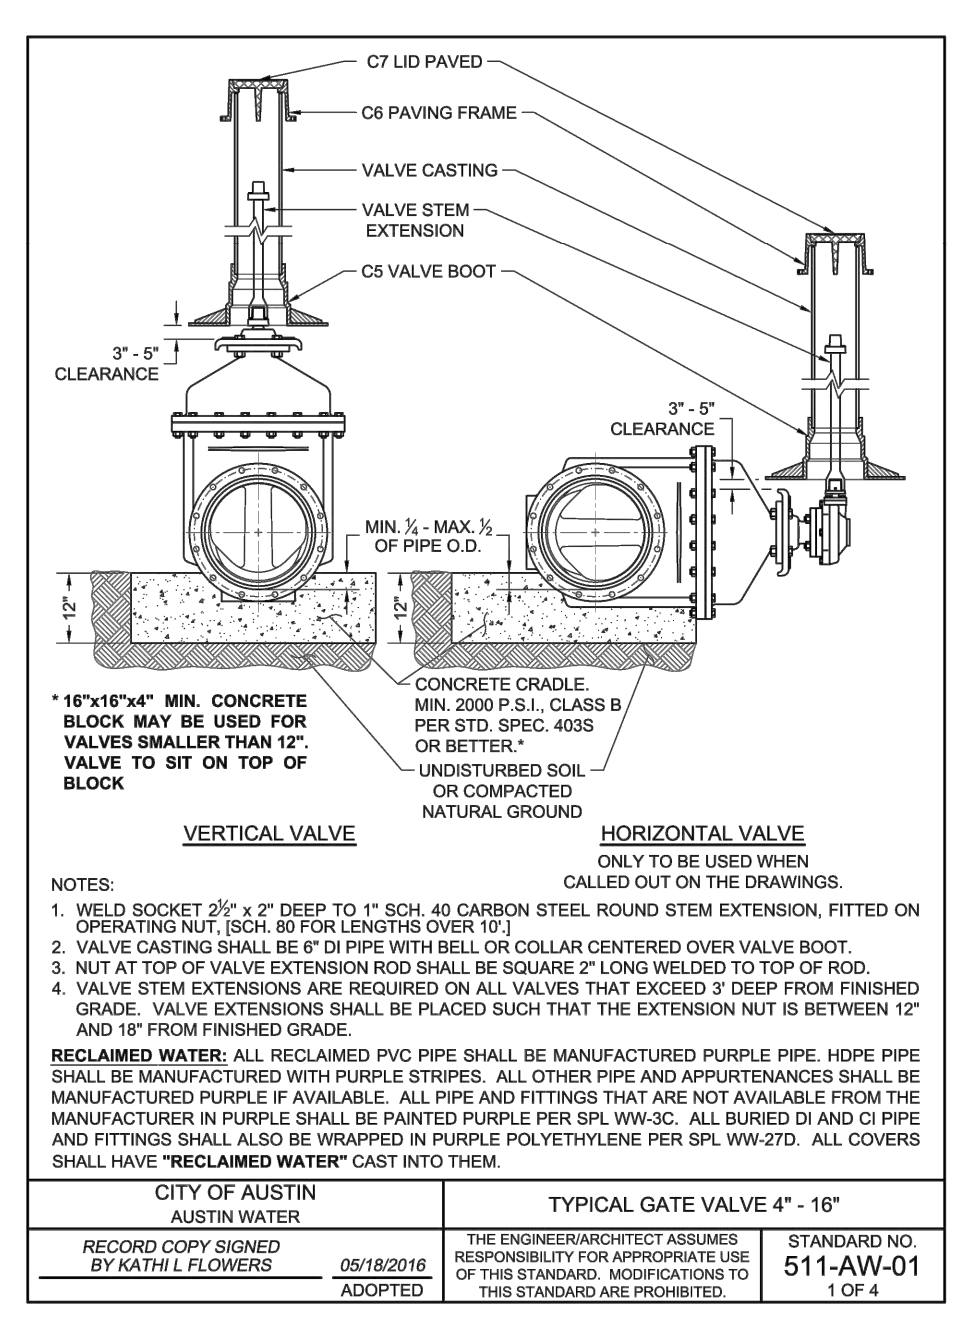 C7 LID PAVED
C6 PAVING FRAME
VALVE CASTING
VALVE STEM
EXTENSION
C5 VALVE BOOT
3" - 5"
CLEARANCE
3" - 5"
CLEARANCE
MIN. ¼ - MAX. ½
OF PIPE O.D.
12"
12"
CONCRETE CRADLE.
MIN. 2000 P.S.I., CLASS B
PER STD. SPEC. 403S
OR BETTER.*
* 16"x16"x4" MIN. CONCRETE
BLOCK MAY BE USED FOR
VALVES SMALLER THAN 12".
VALVE TO SIT ON TOP OF
BLOCK
UNDISTURBED SOIL
OR COMPACTED
NATURAL GROUND
VERTICAL VALVE
HORIZONTAL VALVE
ONLY TO BE USED WHEN
CALLED OUT ON THE DRAWINGS.
NOTES:
1. WELD SOCKET 2½" x 2" DEEP TO 1" SCH. 40 CARBON STEEL ROUND STEM EXTENSION, FITTED ON
OPERATING NUT, [SCH. 80 FOR LENGTHS OVER 10'.]
2. VALVE CASTING SHALL BE 6" DI PIPE WITH BELL OR COLLAR CENTERED OVER VALVE BOOT.
3. NUT AT TOP OF VALVE EXTENSION ROD SHALL BE SQUARE 2" LONG WELDED TO TOP OF ROD.
4. VALVE STEM EXTENSIONS ARE REQUIRED ON ALL VALVES THAT EXCEED 3' DEEP FROM FINISHED
GRADE. VALVE EXTENSIONS SHALL BE PLACED SUCH THAT THE EXTENSION NUT IS BETWEEN 12"
AND 18" FROM FINISHED GRADE.
RECLAIMED WATER: ALL RECLAIMED PVC PIPE SHALL BE MANUFACTURED PURPLE PIPE. HDPE PIPE
SHALL BE MANUFACTURED WITH PURPLE STRIPES. ALL OTHER PIPE AND APPURTENANCES SHALL BE
MANUFACTURED PURPLE IF AVAILABLE. ALL PIPE AND FITTINGS THAT ARE NOT AVAILABLE FROM THE
MANUFACTURER IN PURPLE SHALL BE PAINTED PURPLE PER SPL WW-3C. ALL BURIED DI AND CI PIPE
AND FITTINGS SHALL ALSO BE WRAPPED IN PURPLE POLYETHYLENE PER SPL WW-27D. ALL COVERS
SHALL HAVE "RECLAIMED WATER" CAST INTO THEM.
CITY OF AUSTIN
AUSTIN WATER
TYPICAL GATE VALVE 4" - 16"
RECORD COPY SIGNED
BY KATHI L FLOWERS
05/18/2016
ADOPTED
THE ENGINEER/ARCHITECT ASSUMES
RESPONSIBILITY FOR APPROPRIATE USE
OF THIS STANDARD. MODIFICATIONS TO
THIS STANDARD ARE PROHIBITED.
STANDARD NO.
511-AW-01
1 OF 4